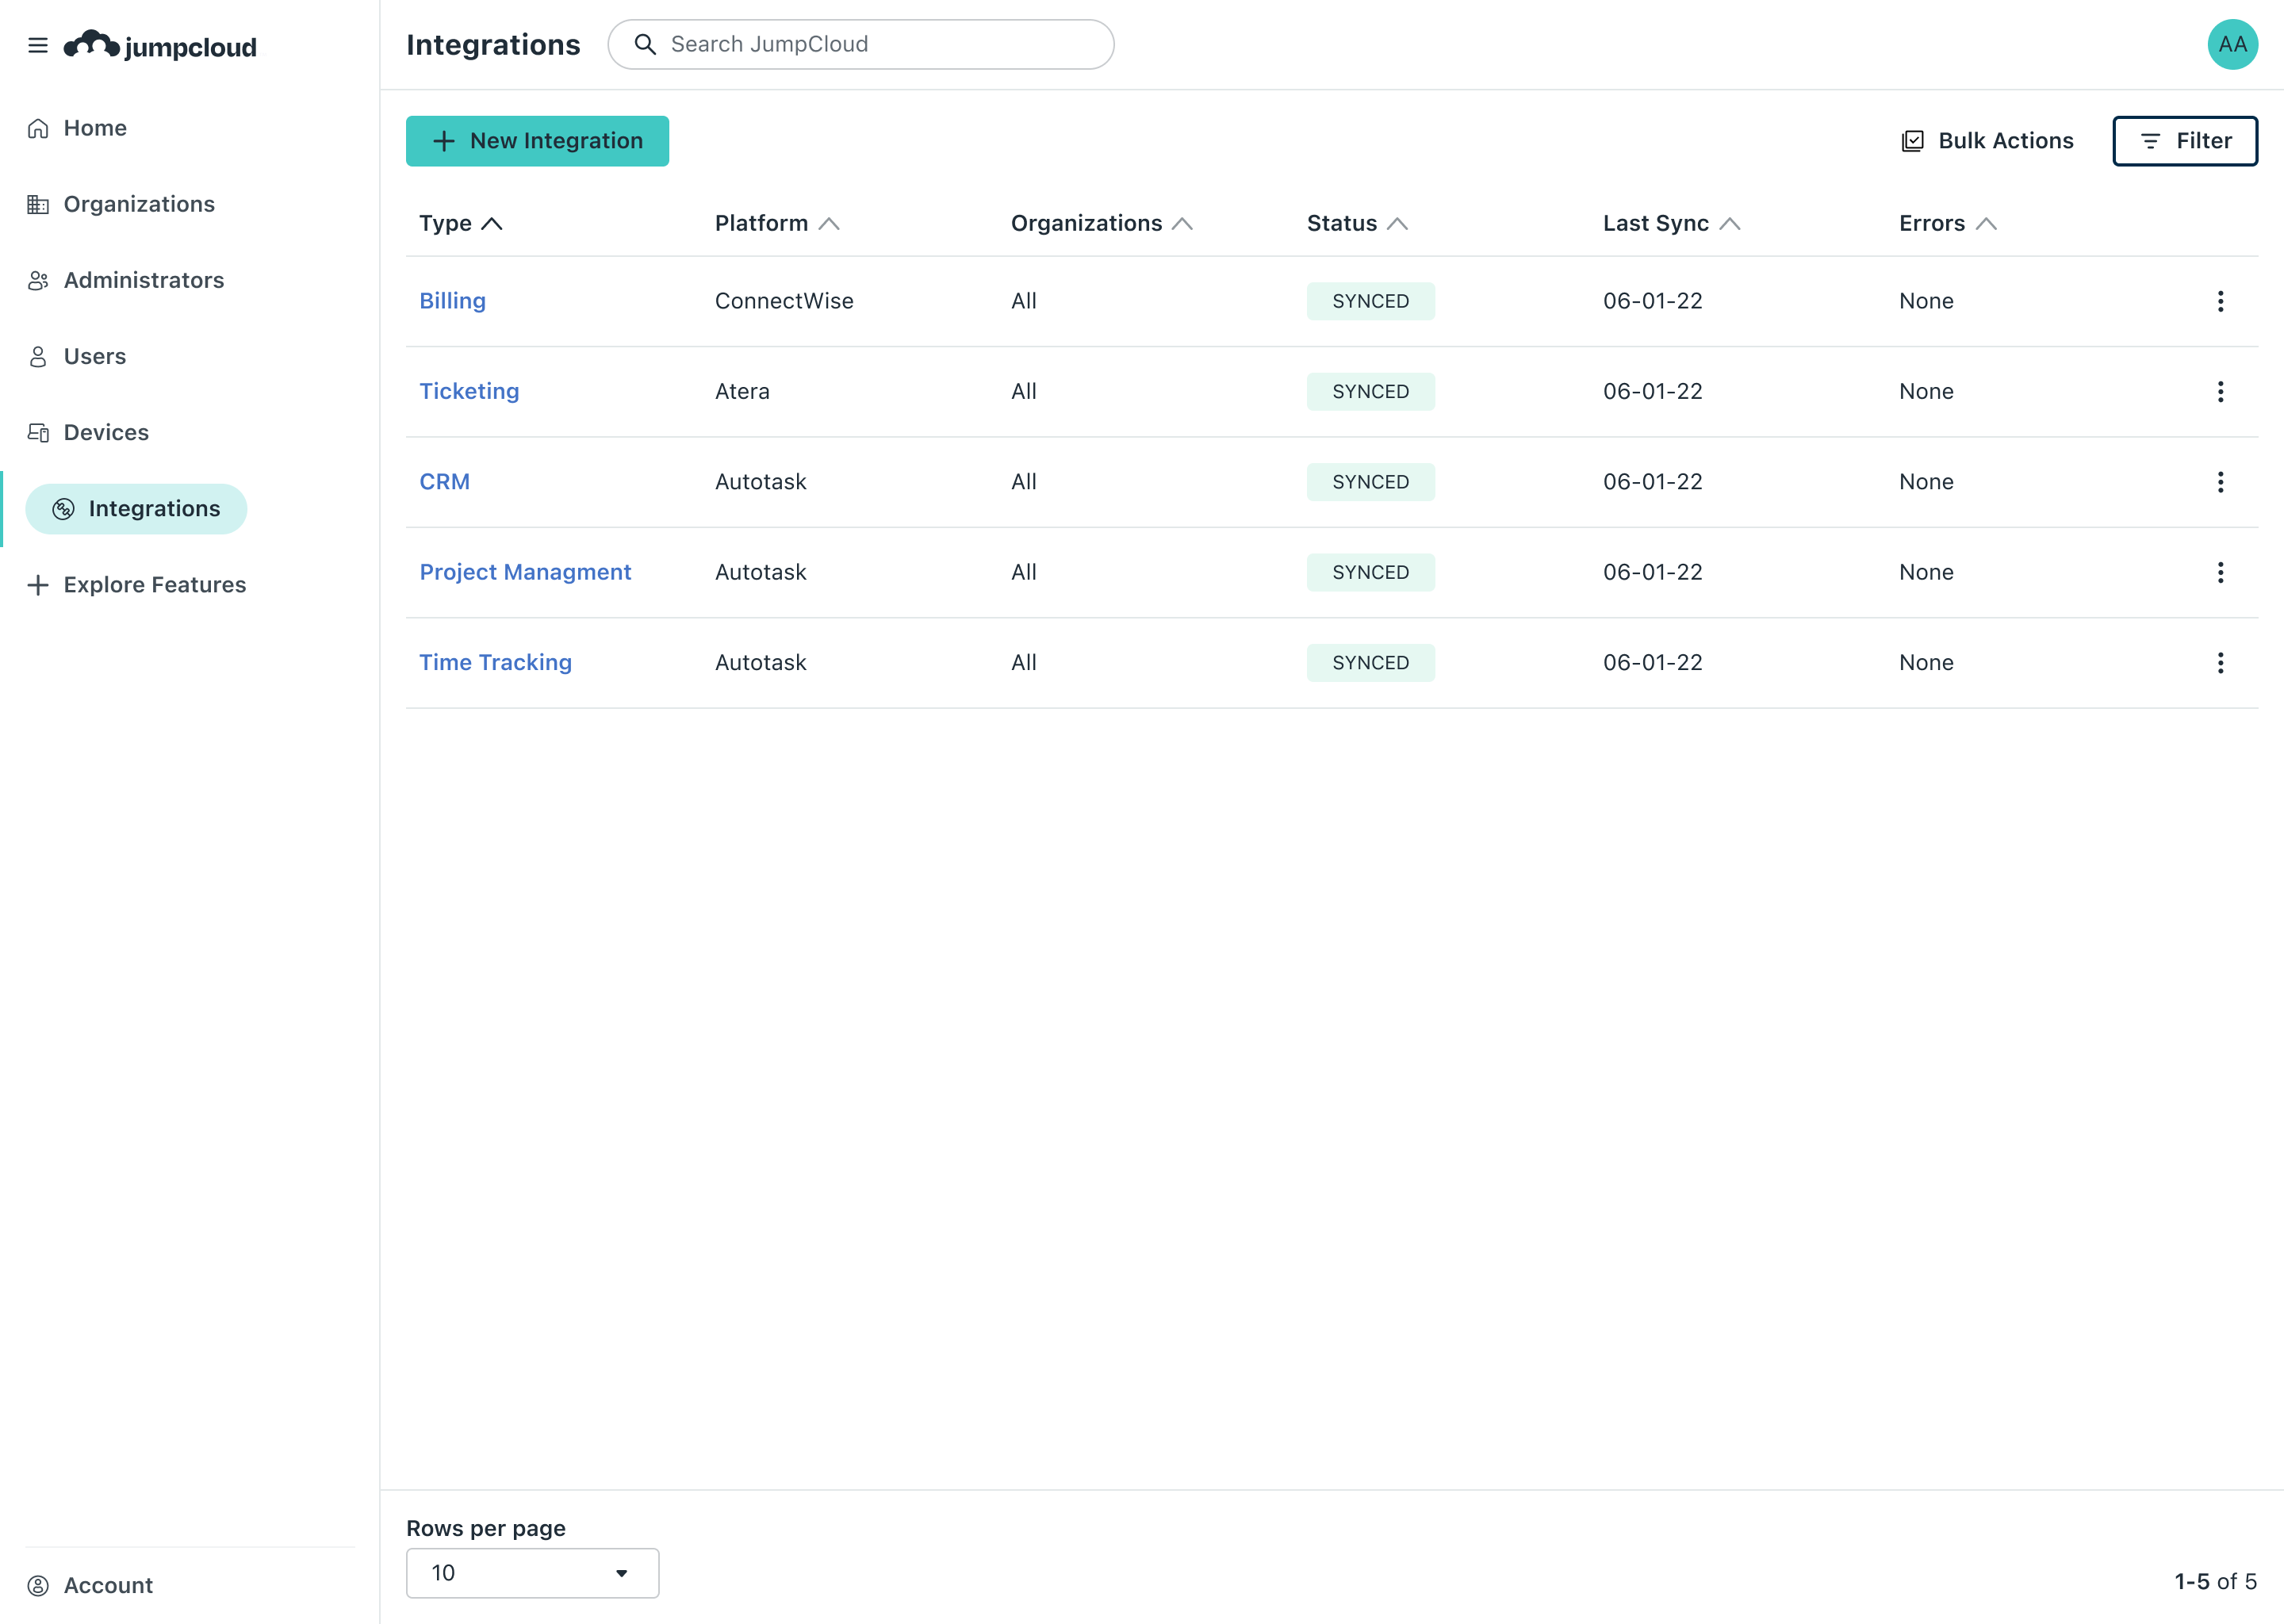 jumpcloud
Integrations
Search JumpCloud
AA
Home
Organizations
Administrators
Users
Devices
Integrations
Explore Features
Account
New Integration
Bulk Actions
Filter
Type Platform Organizations Status Last Sync Errors
Billing ConnectWise All SYNCED 06-01-22 None
Ticketing Atera All SYNCED 06-01-22 None
CRM Autotask All SYNCED 06-01-22 None
Project Managment Autotask All SYNCED 06-01-22 None
Time Tracking Autotask All SYNCED 06-01-22 None
Rows per page
10
1-5 of 5